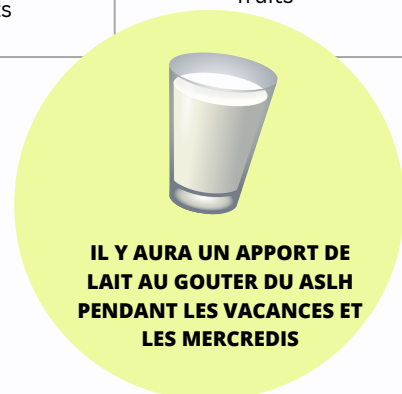 IL Y AURA UN APPORT DE
LAIT AU GOUTER DU ASLH
PENDANT LES VACANCES ET
LES MERCREDIS